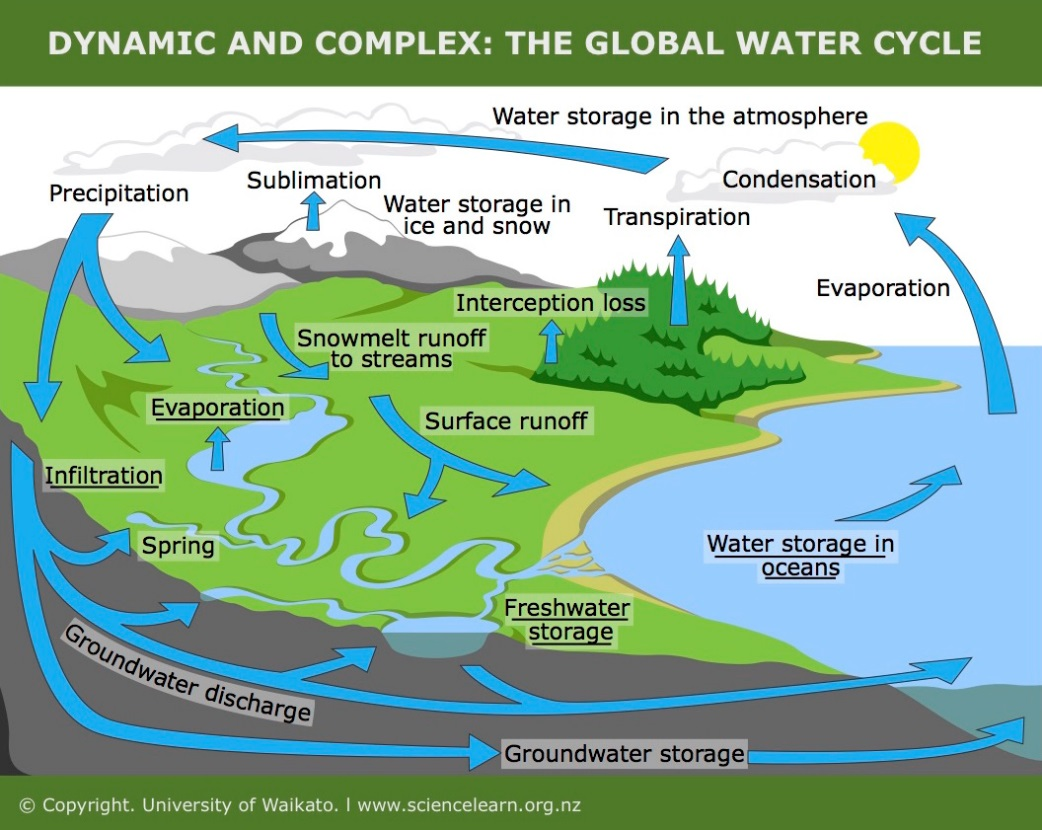 DYNAMIC AND COMPLEX: THE GLOBAL WATER CYCLE
Water storage in the atmosphere
Condensation
Precipitation
Sublimation
Water storage in
ice and snow
Transpiration
Evaporation
Interception loss
Snowmelt runoff
to streams
Evaporation
Surface runoff
Infiltration
Spring
Water storage in
oceans
Freshwater
storage
Groundwater discharge
Groundwater storage
© Copyright. University of Waikato. l www.sciencelearn.org.nz